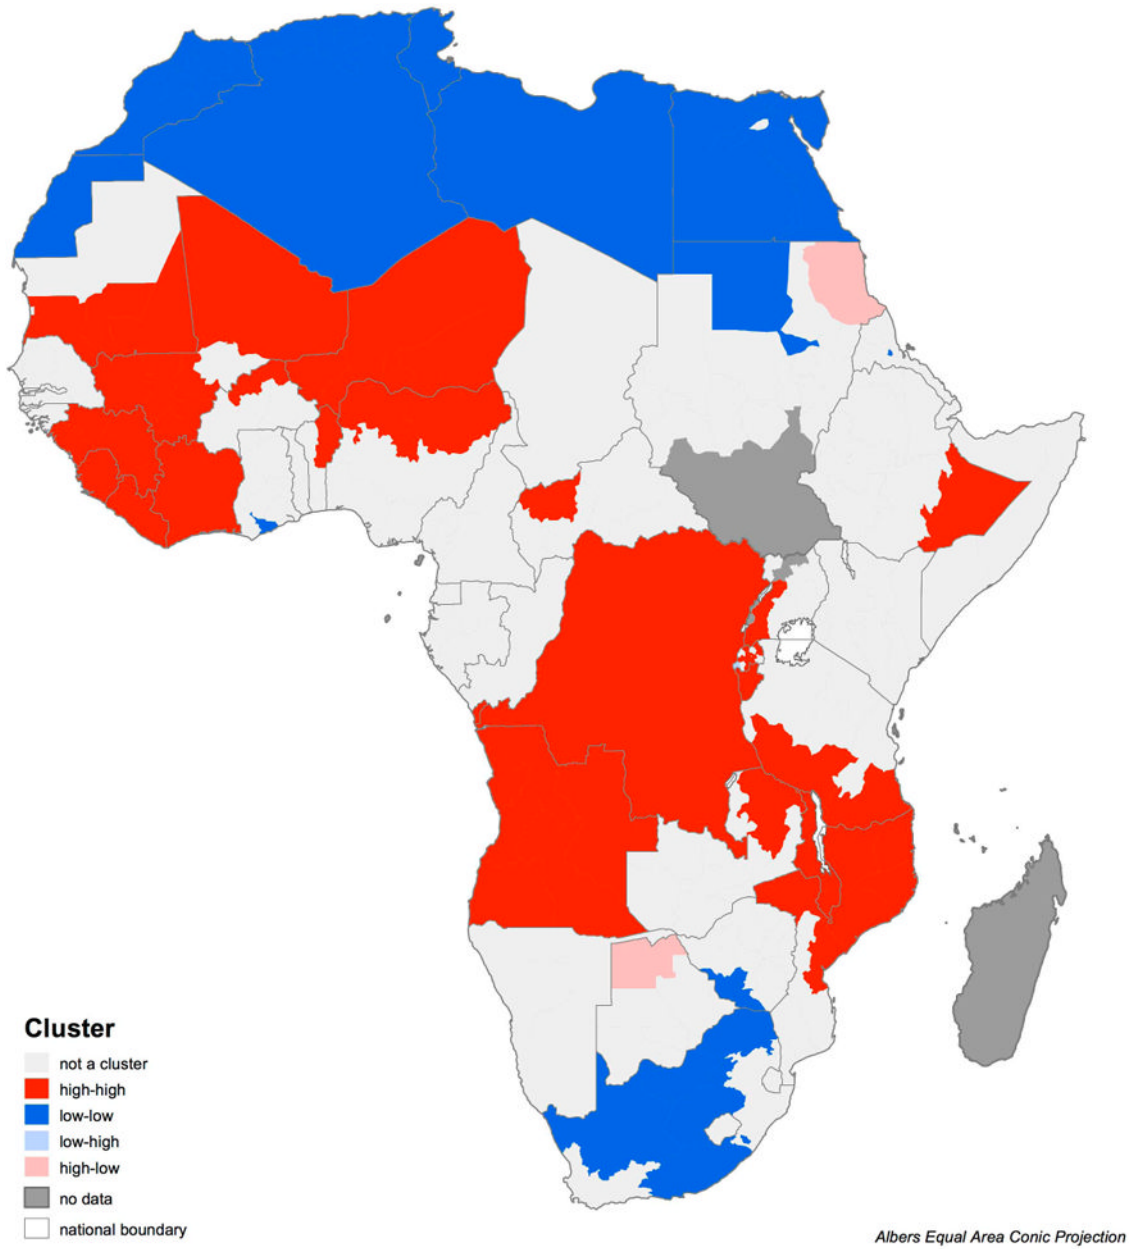 Cluster
not a cluster
high-high
low-low
low-high
high-low
no data
national boundary
Albers Equal Area Conic Projection